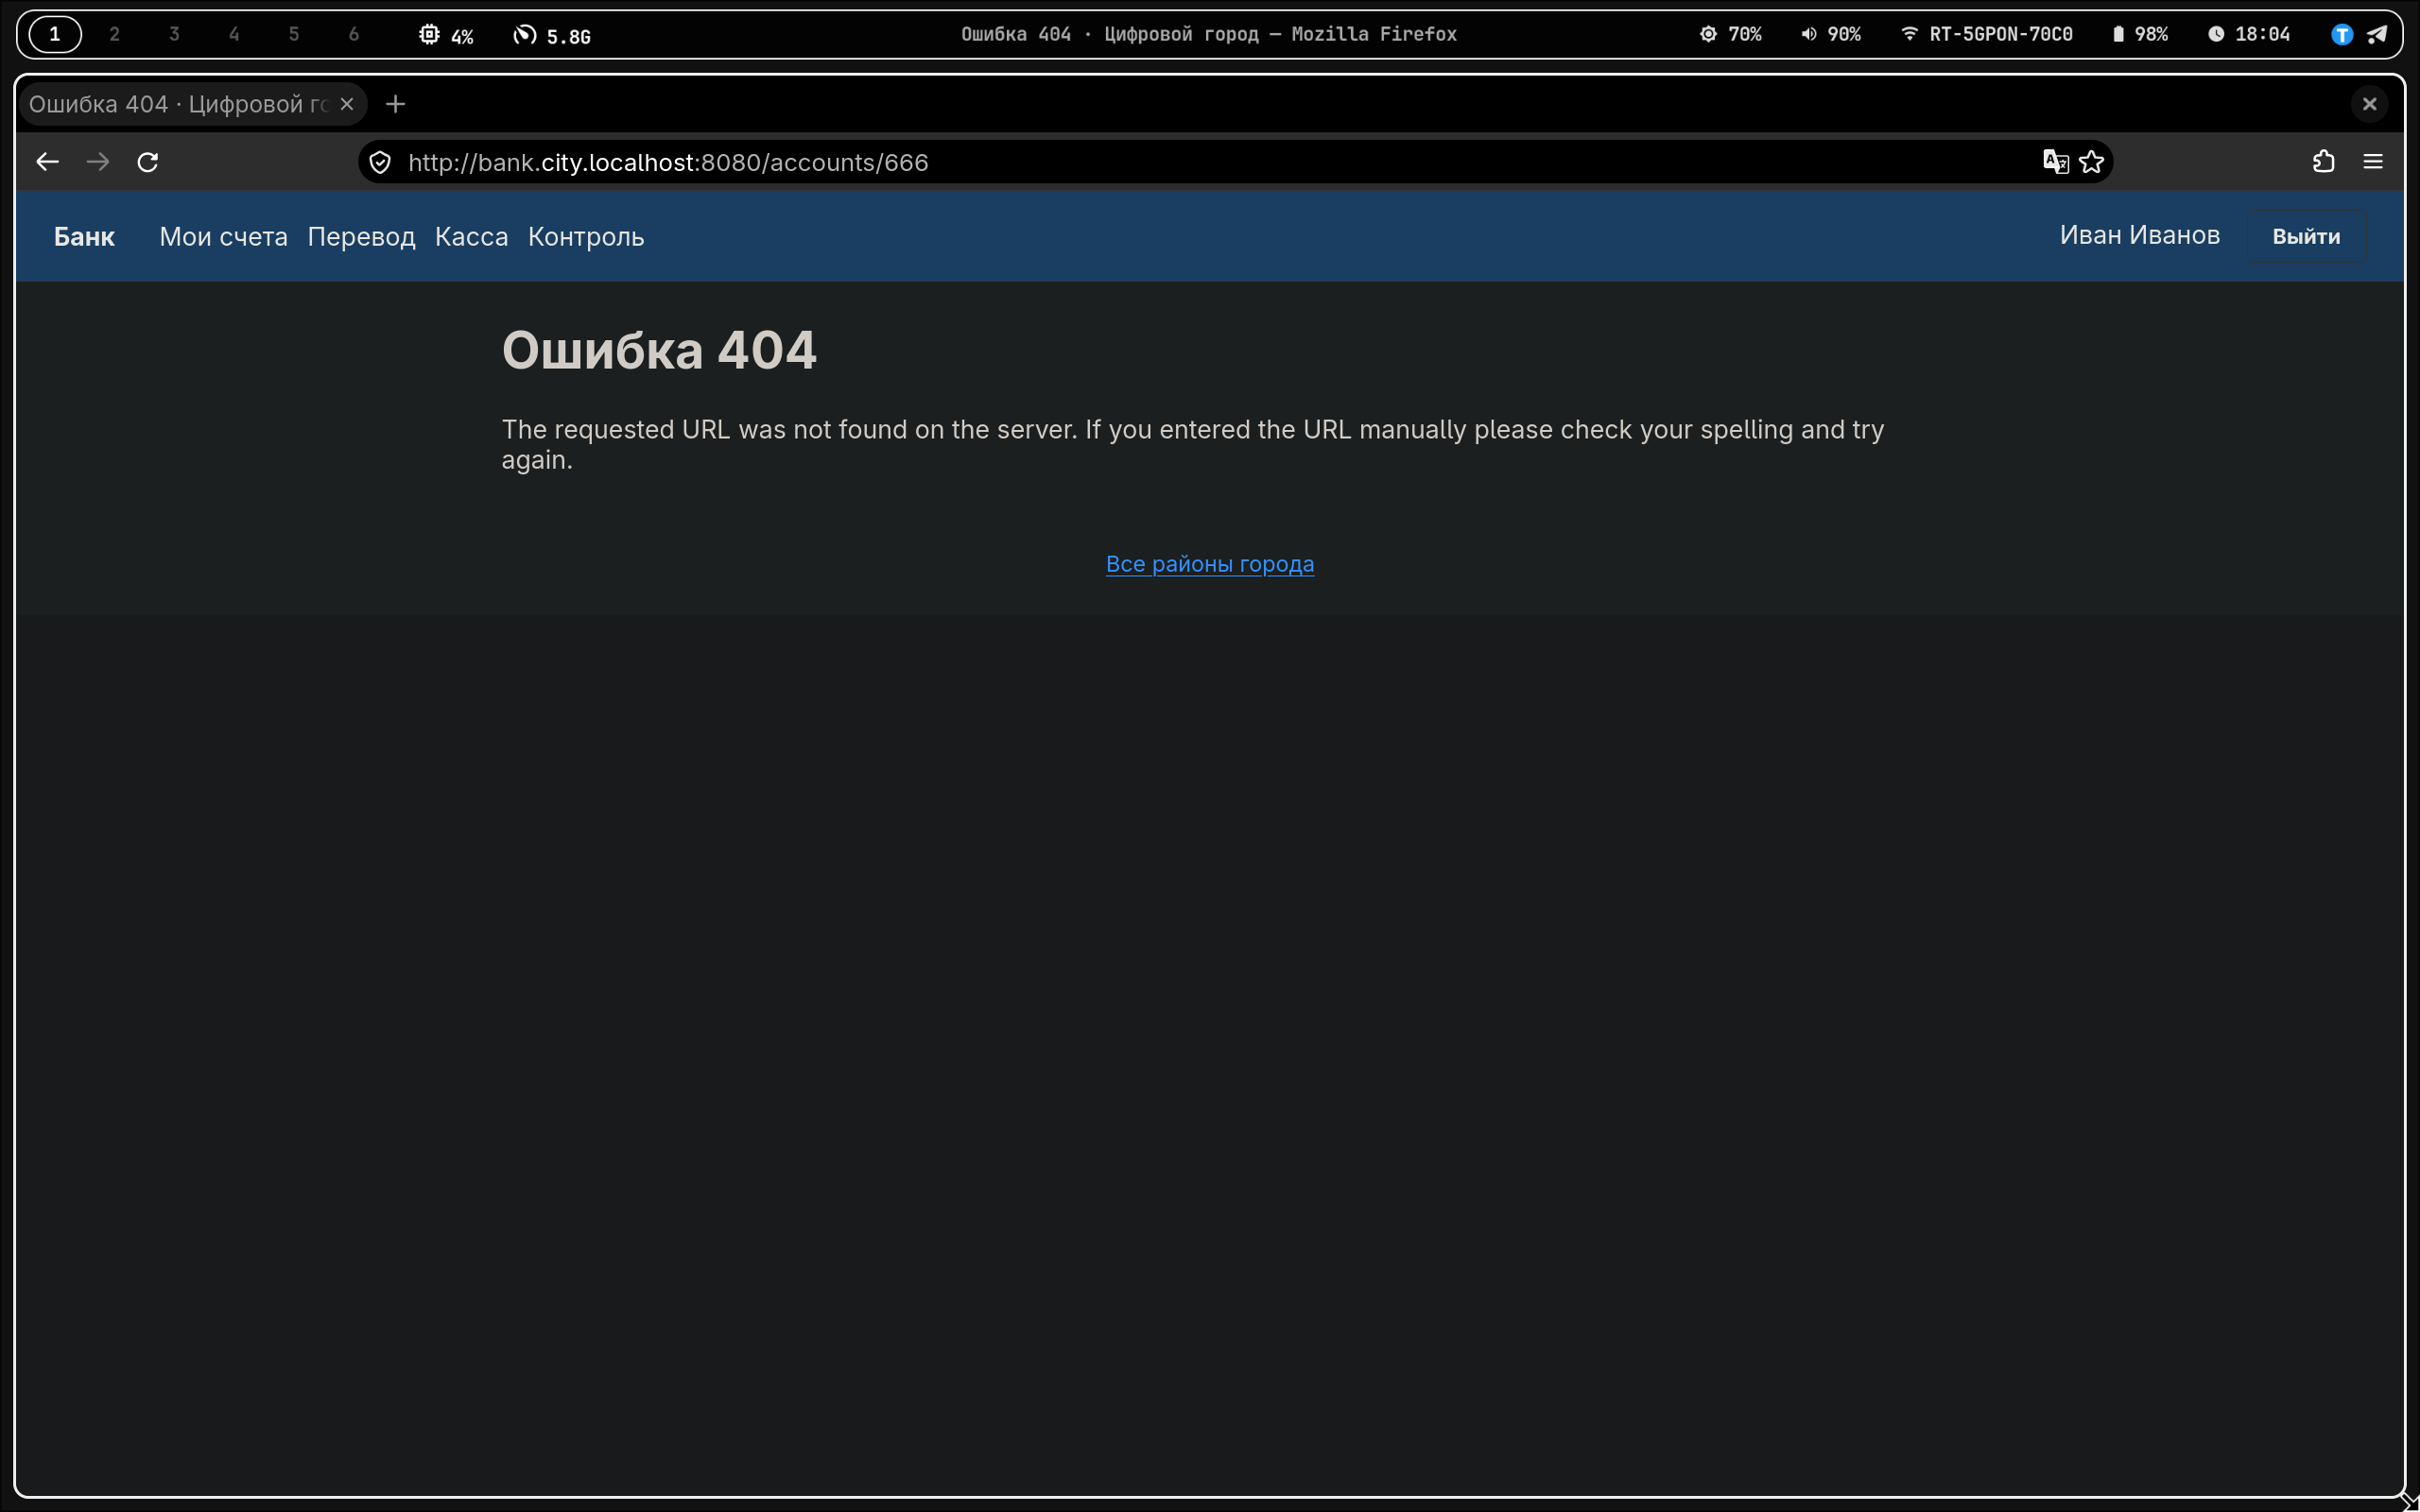 1 2 3 4 5 6 4% 5.8G Ошибка 404 · Цифровой город — Mozilla Firefox 70% 90% RT-5GPON-70C0 98% 18:04
Ошибка 404 · Цифровой го
http://bank.city.localhost:8080/accounts/666
Банк Мои счета Перевод Касса Контроль Иван Иванов Выйти
Ошибка 404
The requested URL was not found on the server. If you entered the URL manually please check your spelling and try
again.
Все районы города